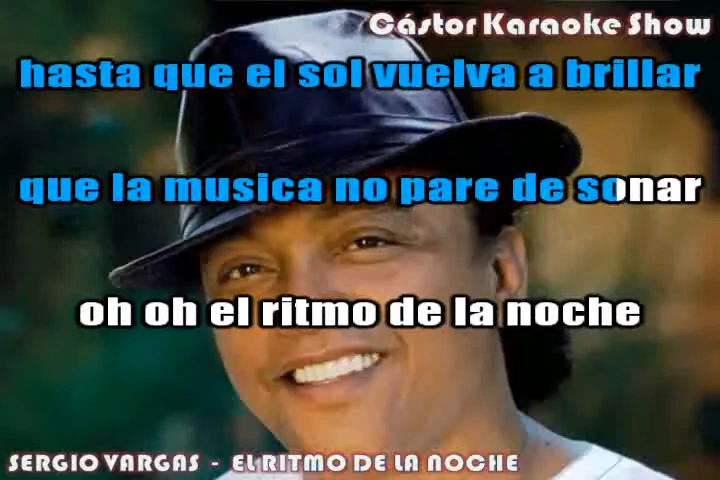 Cástor Karaoke Show
hasta que el sol vuelva a brillar
que la musica no pare de sonar
oh oh el ritmo de la noche
SERGIO VARGAS - EL RITMO DE LA NOCHE